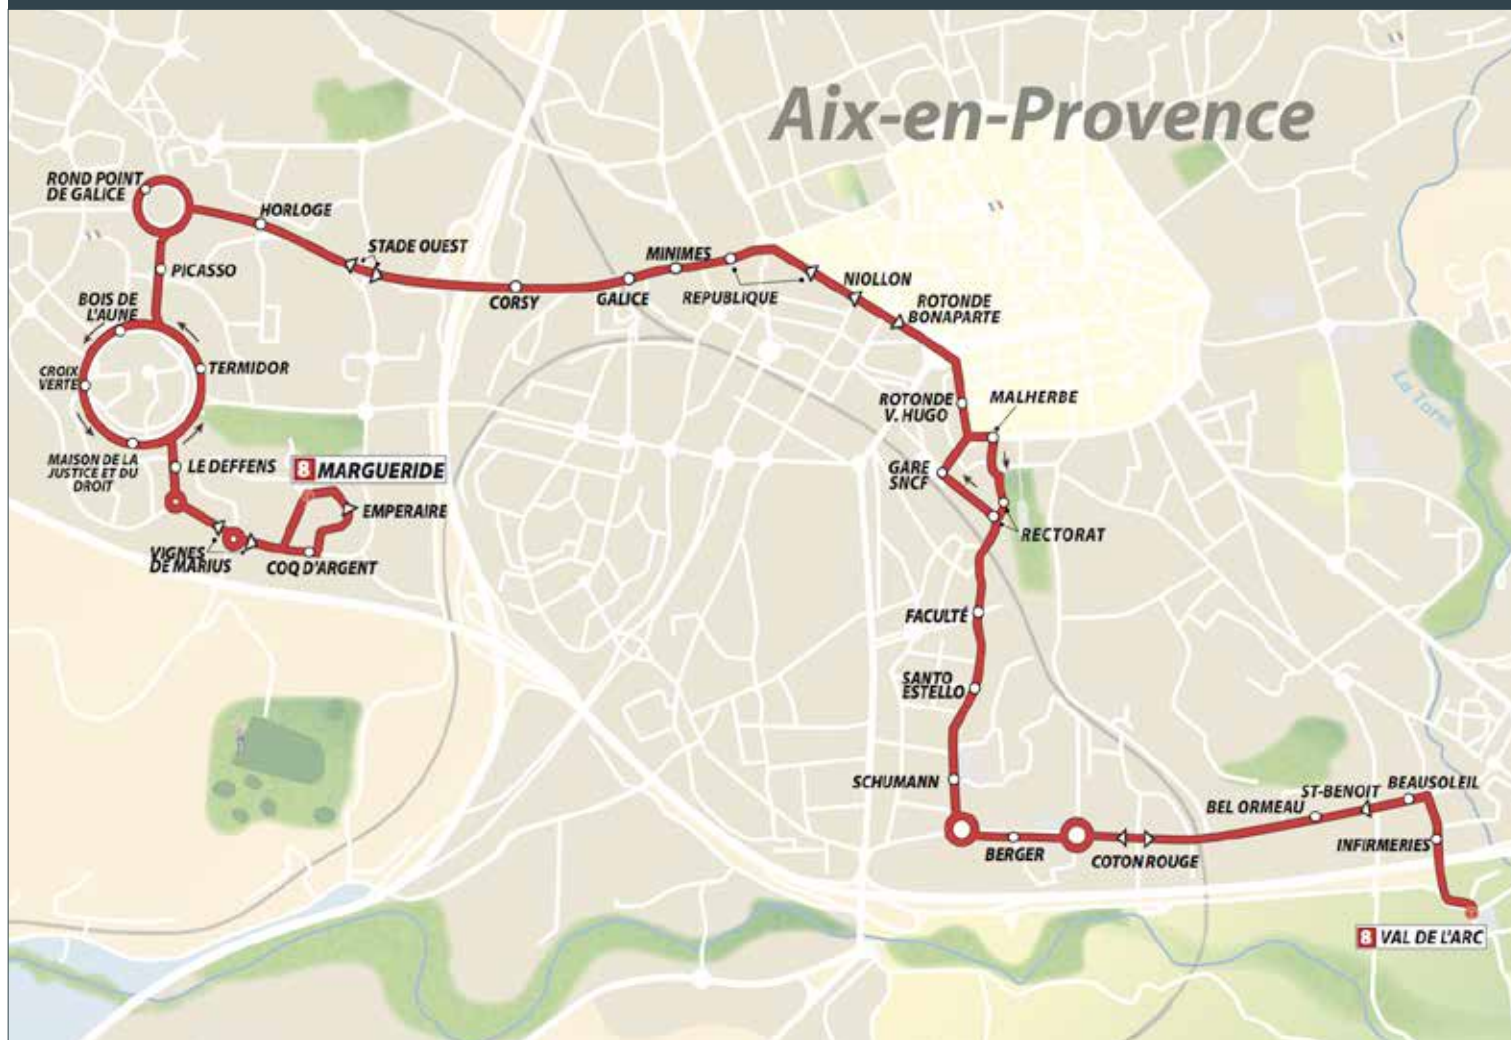 Aix-en-Provence
ROND POINT
DE GALICE
HORLOGE
STADE OUEST
PICASSO
MINIMES
CORSY
GALICE
REPUBLIQUE
NIOLLON
ROTONDE
BONAPARTE
BOIS DE
L'AUNE
TERMIDOR
CROIX
VERTE
ROTONDE
V. HUGO
MALHERBE
La Torse
MAISON DE LA
JUSTICE ET DU
DROIT
LE DEFFENS
8 MARGUERIDE
GARE
SNCF
EMPERAIRE
RECTORAT
VIGNES
DE MARIUS
COQ D'ARGENT
FACULTÉ
SANTO
ESTELLO
SCHUMANN
BEL ORMEAU
ST-BENOIT
BEAUSOLEIL
BERGER
COTON ROUGE
INFIRMERIES
8 VAL DE L'ARC